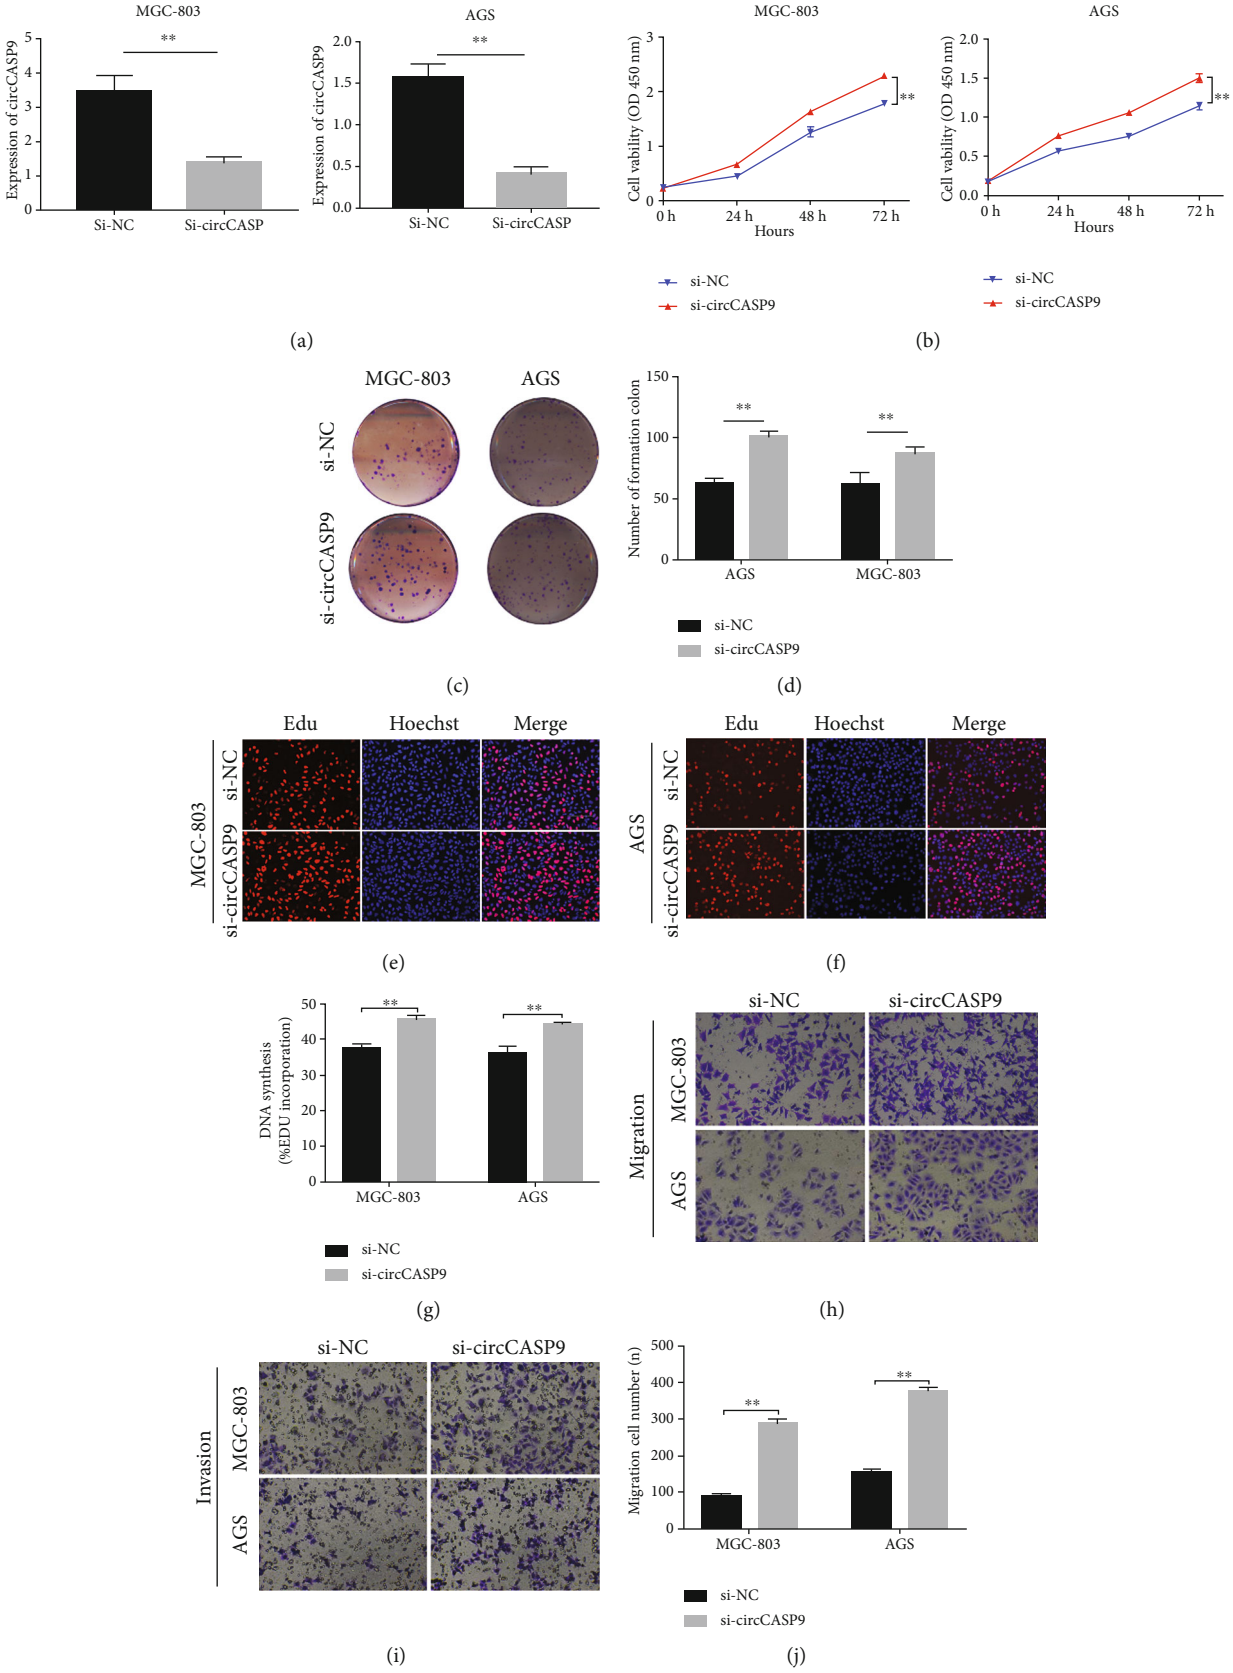 MGC-803
Expression of circCASP9
5
4
3
2
1
0
**
Si-NC
Si-circCASP
AGS
Expression of circCASP9
2.0
1.5
1.0
0.5
0.0
**
Si-NC
Si-circCASP
(a)
MGC-803
Cell viability (OD 450 nm)
3
2
1
0
**
0 h
24 h
48 h
72 h
Hours
si-NC
si-circCASP9
AGS
Cell vability (OD 450 nm)
2.0
1.5
1.0
0.5
0.0
**
0 h
24 h
48 h
72 h
Hours
si-NC
si-circCASP9
(b)
MGC-803
AGS
si-NC
si-circCASP9
(c)
Number of formation colon
150
100
50
0
**
**
AGS
MGC-803
si-NC
si-circCASP9
(d)
Edu
Hoechst
Merge
MGC-803
si-NC
si-circCASP9
(e)
Edu
Hoechst
Merge
AGS
si-NC
si-circCASP9
(f)
DNA synthesis
(%EDU incorporation)
50
40
30
20
10
0
**
**
MGC-803
AGS
si-NC
si-circCASP9
(g)
si-NC
si-circCASP9
Migration
MGC-803
AGS
(h)
si-NC
si-circCASP9
Invasion
MGC-803
AGS
(i)
Migration cell number (n)
500
400
300
200
100
0
**
**
MGC-803
AGS
si-NC
si-circCASP9
(j)